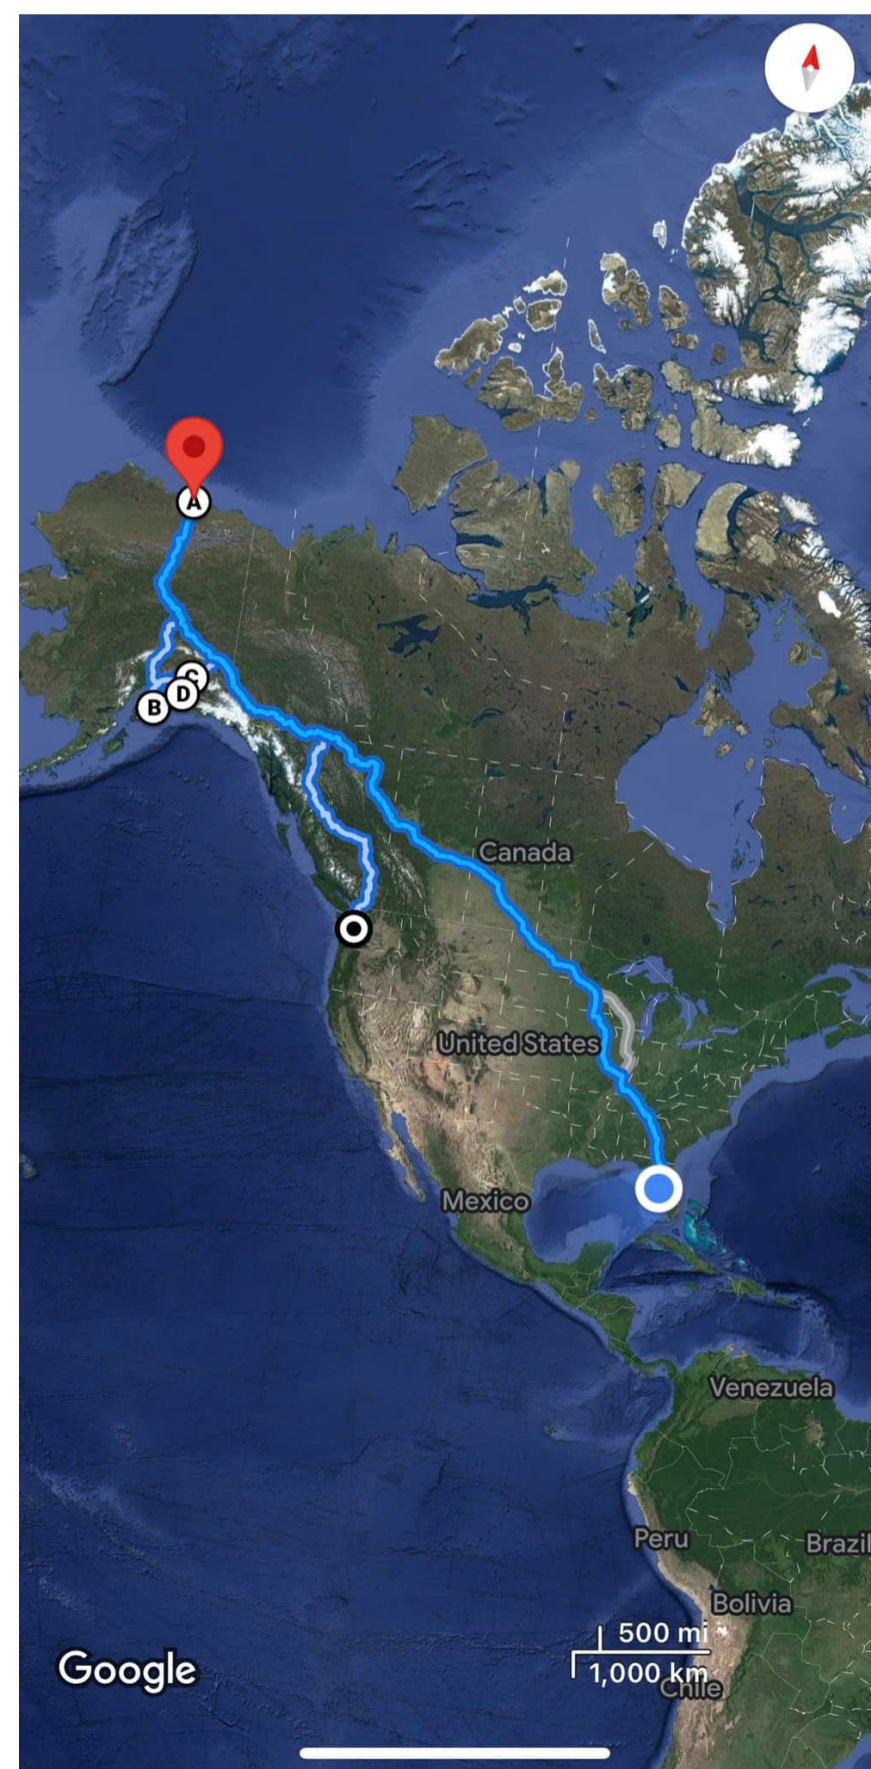 A
C
D
B
Canada
United States
Mexico
Venezuela
Peru
Brazil
Bolivia
500 mi
1,000 km
Chile
Google